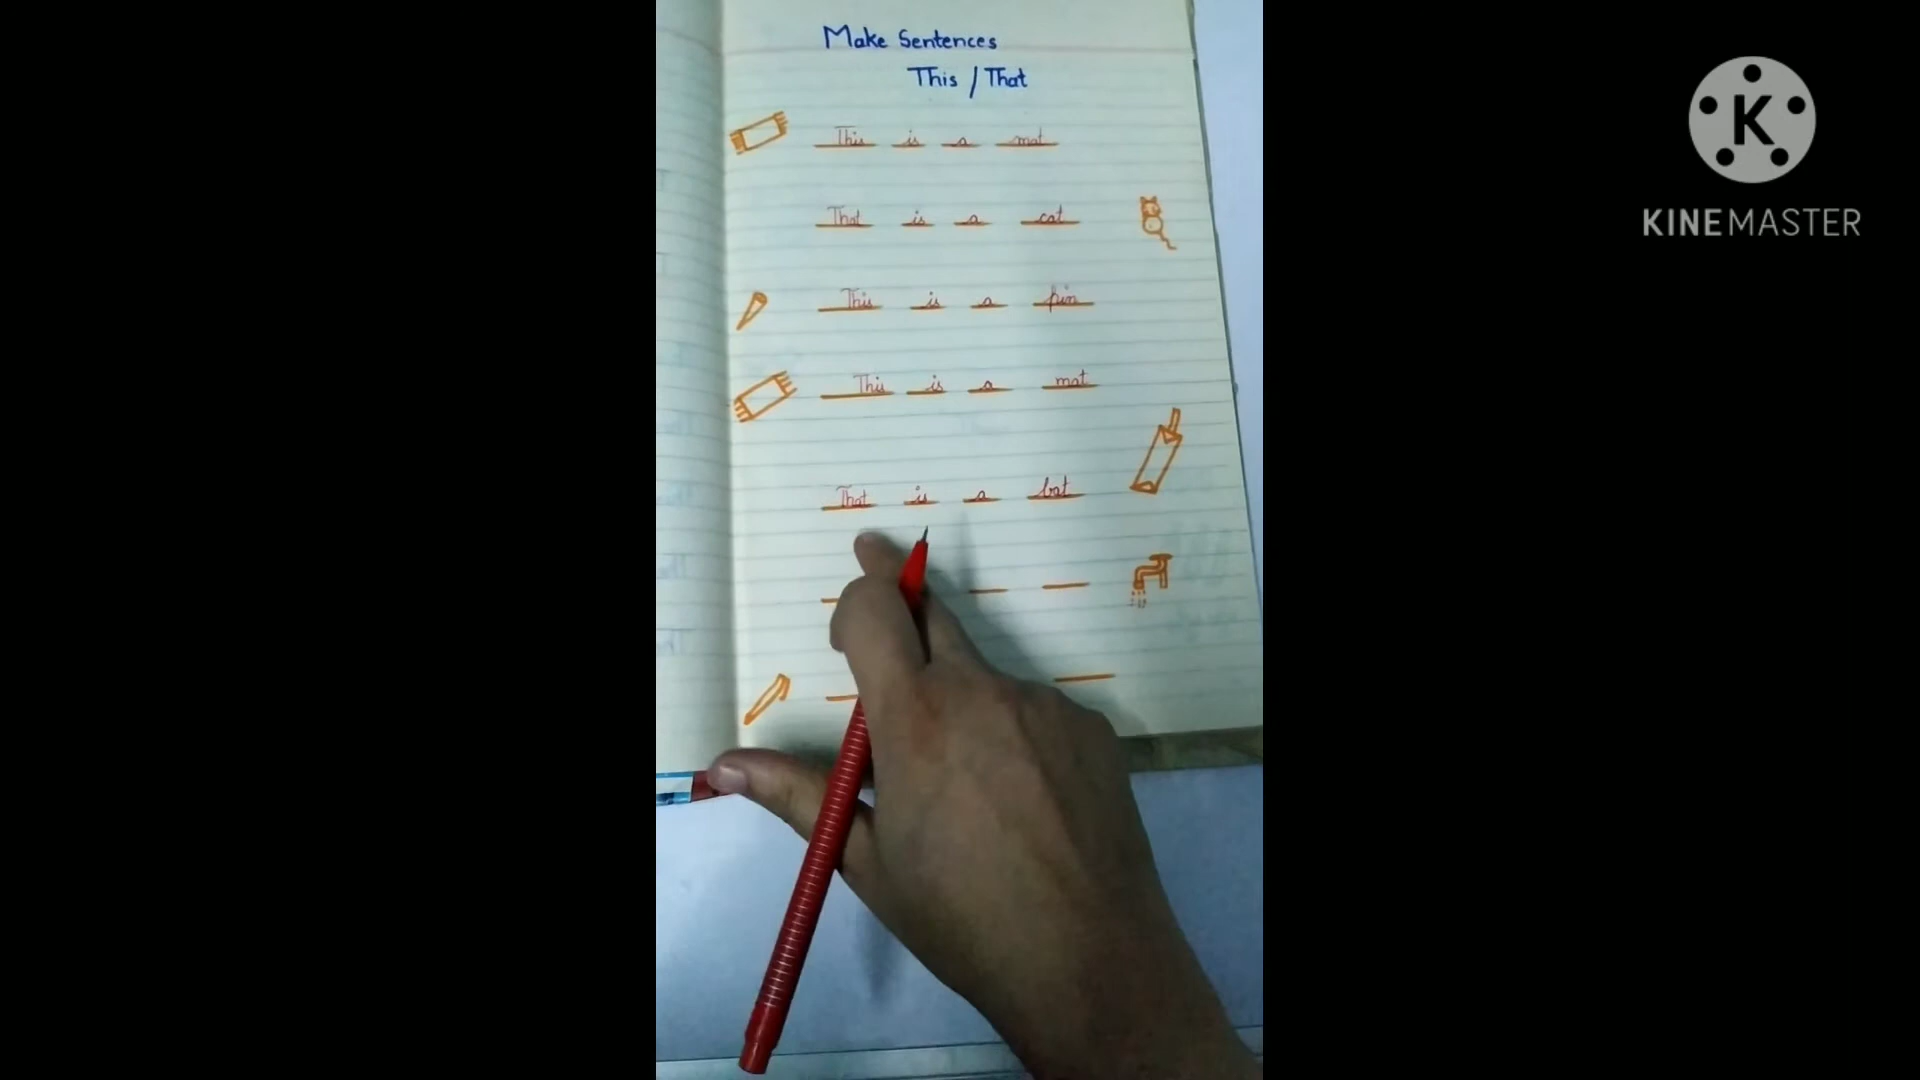 Make Sentences
This / That
This is a mat
That is a cat
This is a pin
This is a mat
That is a bat
K
KINEMASTER